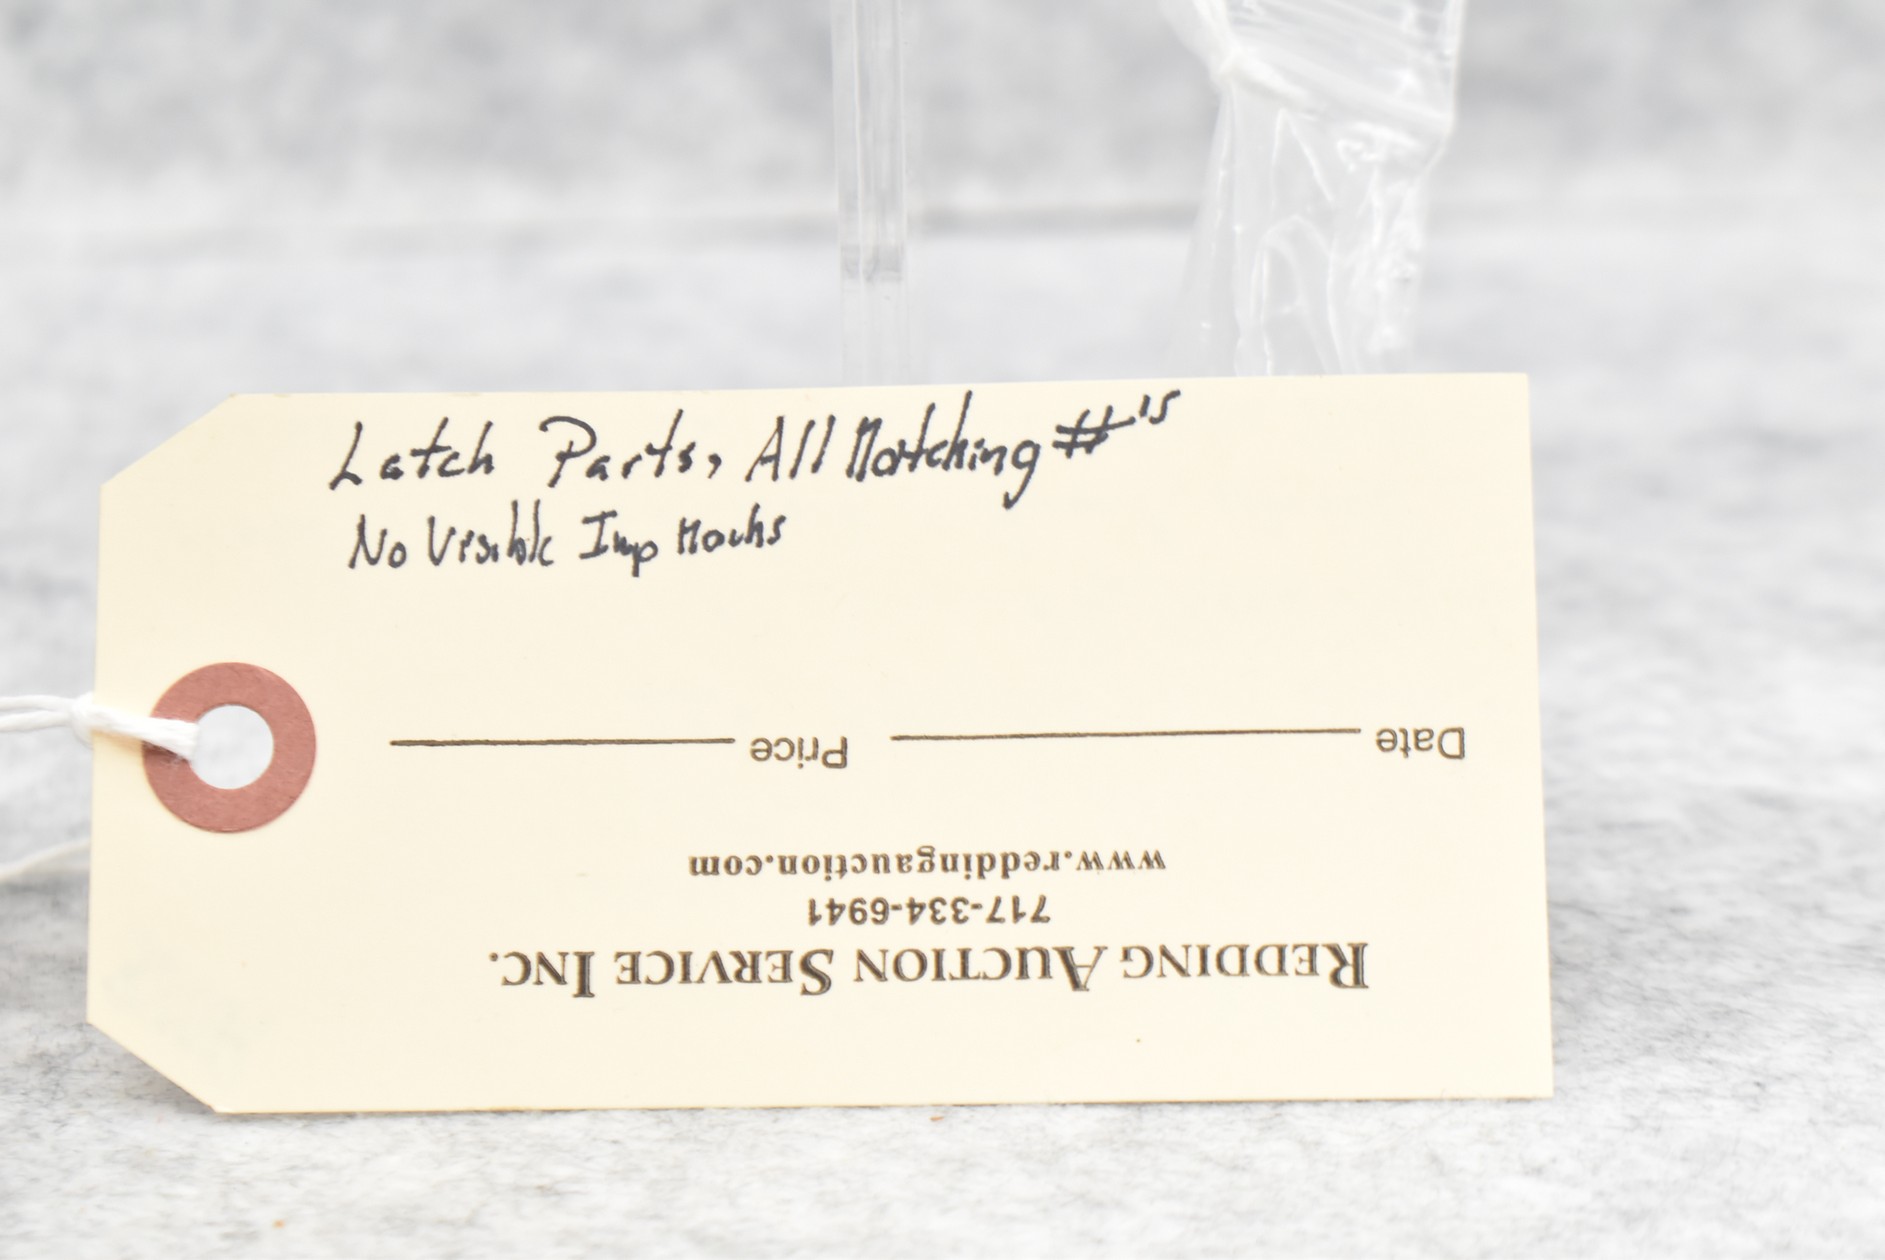 Latch Parts, All Matching #'s
No Visible Imp Marks
REDDING AUCTION SERVICE INC.
717-334-6941
www.reddingauction.com
Date Price